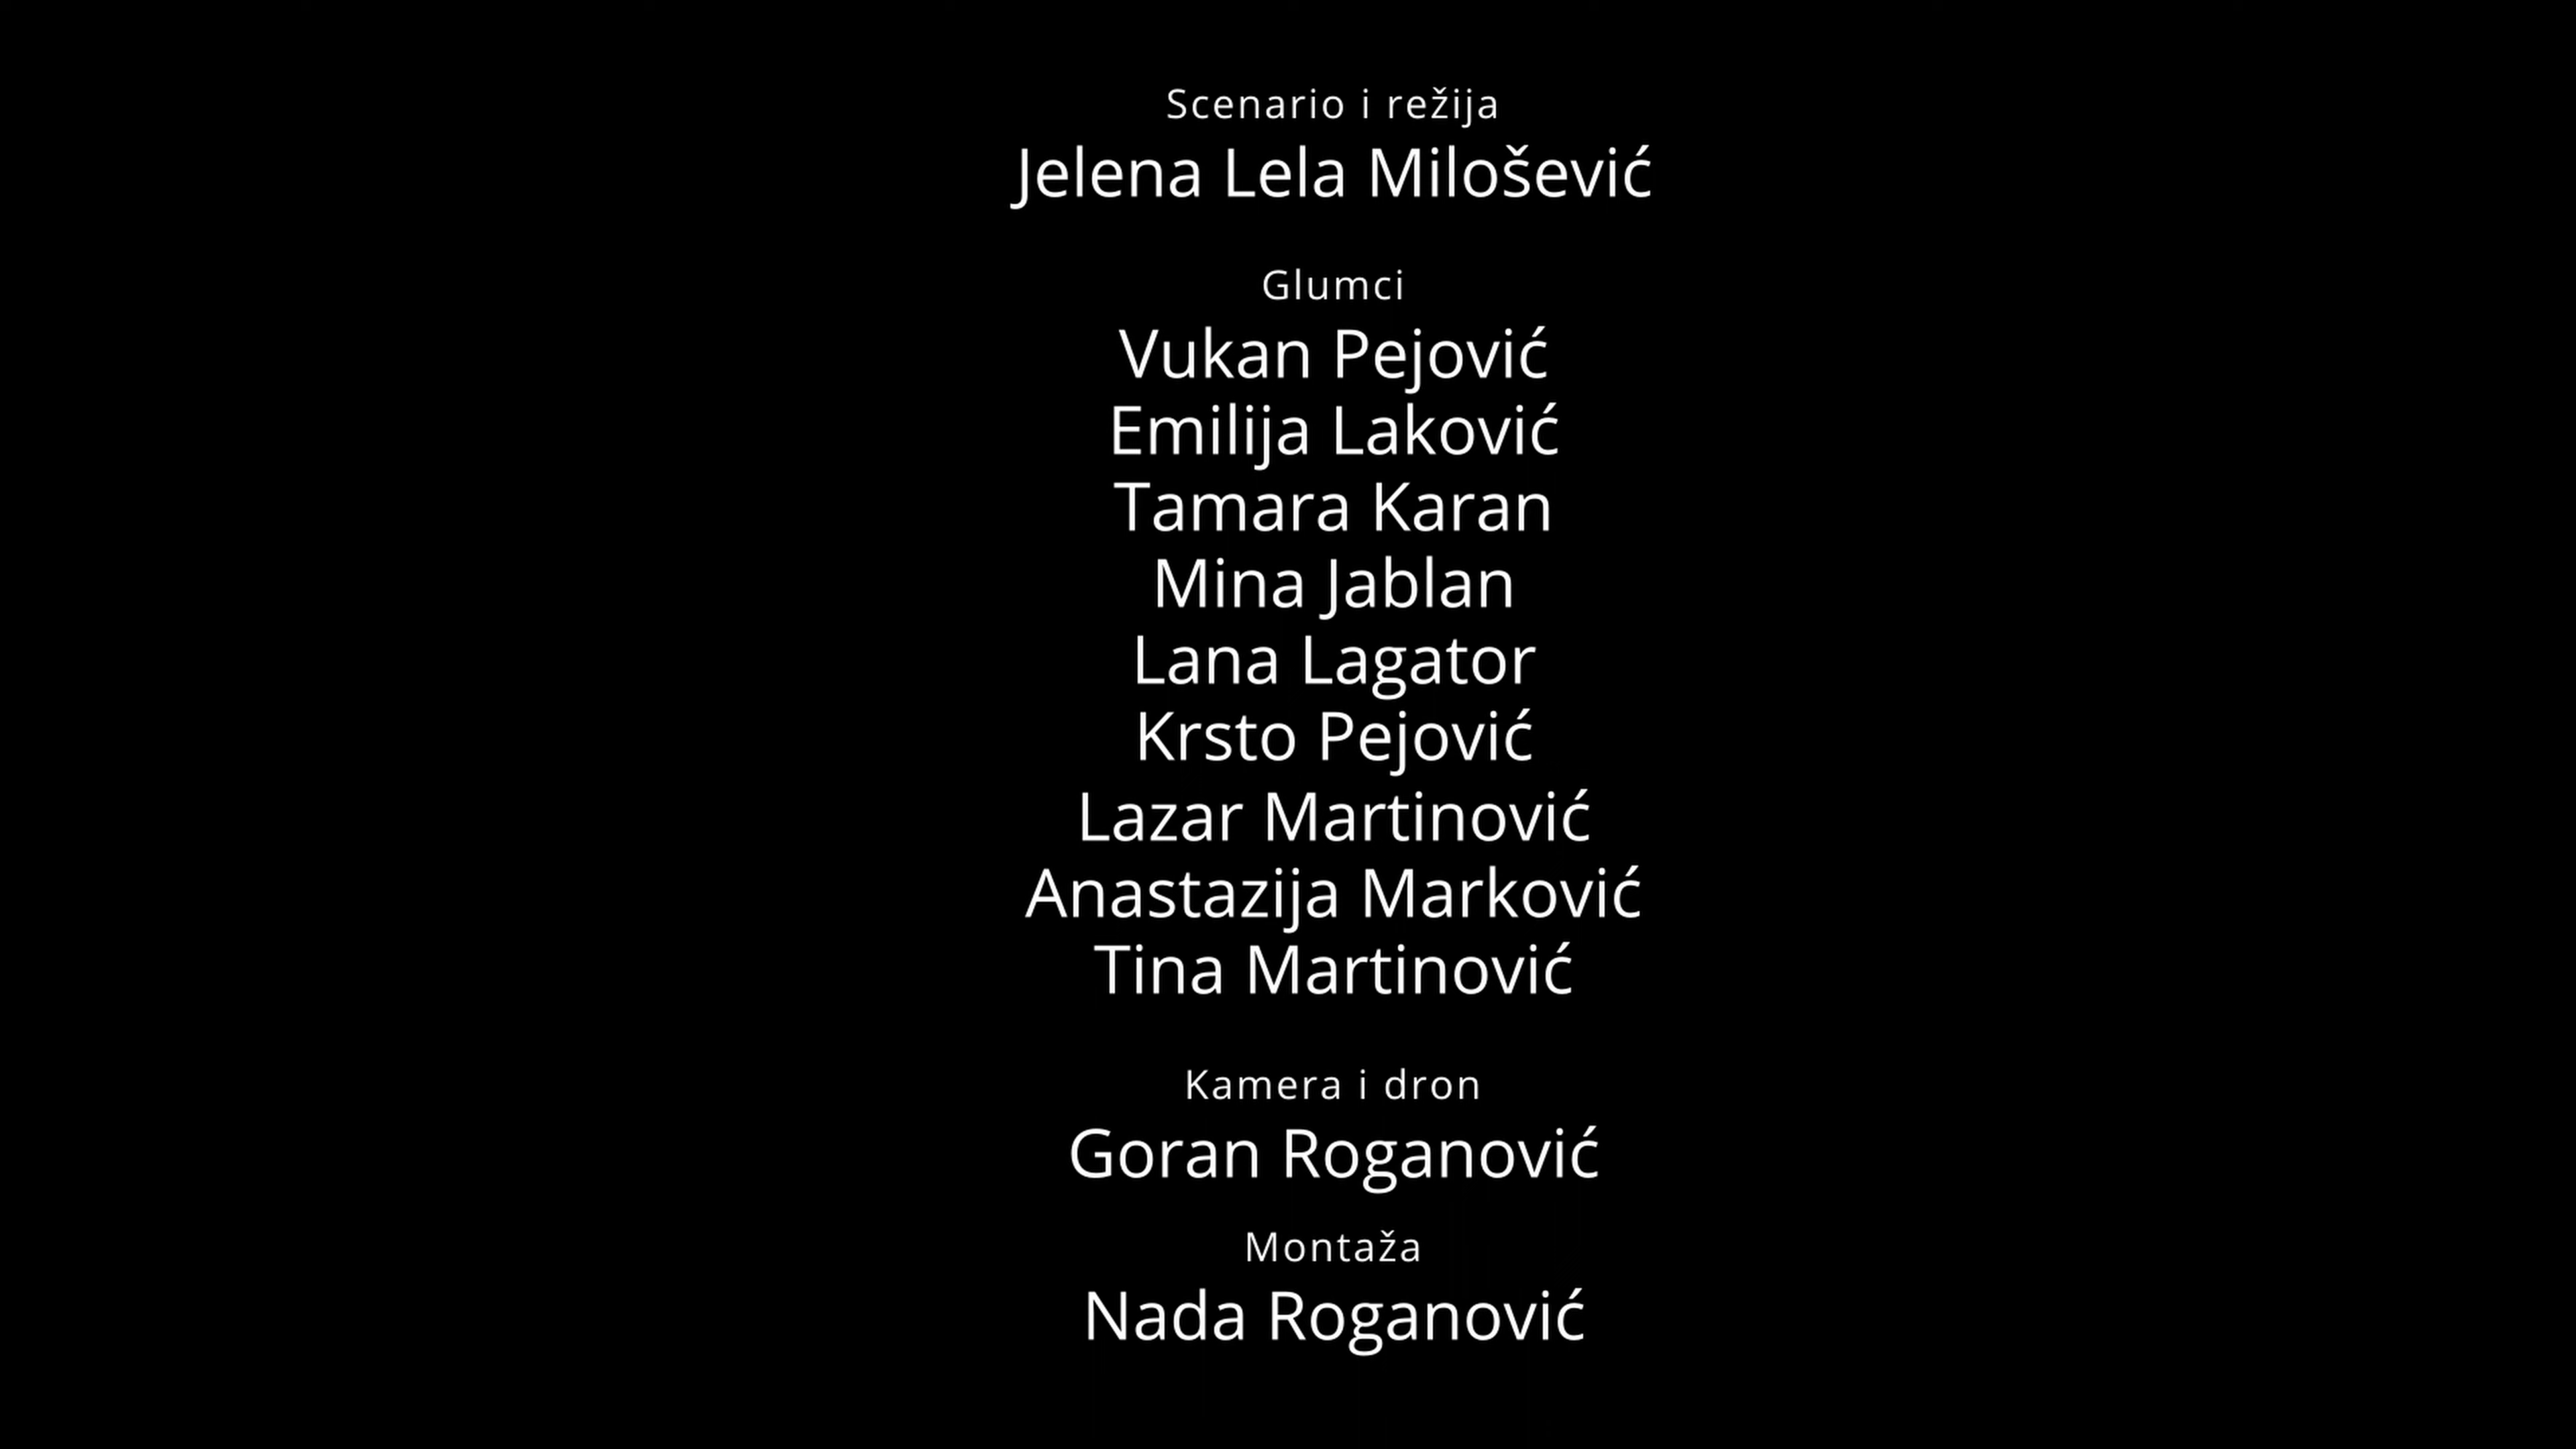 Scenario i režija
Jelena Lela Milošević
Glumci
Vukan Pejović
Emilija Laković
Tamara Karan
Mina Jablan
Lana Lagator
Krsto Pejović
Lazar Martinović
Anastazija Marković
Tina Martinović
Kamera i dron
Goran Roganović
Montaža
Nada Roganović